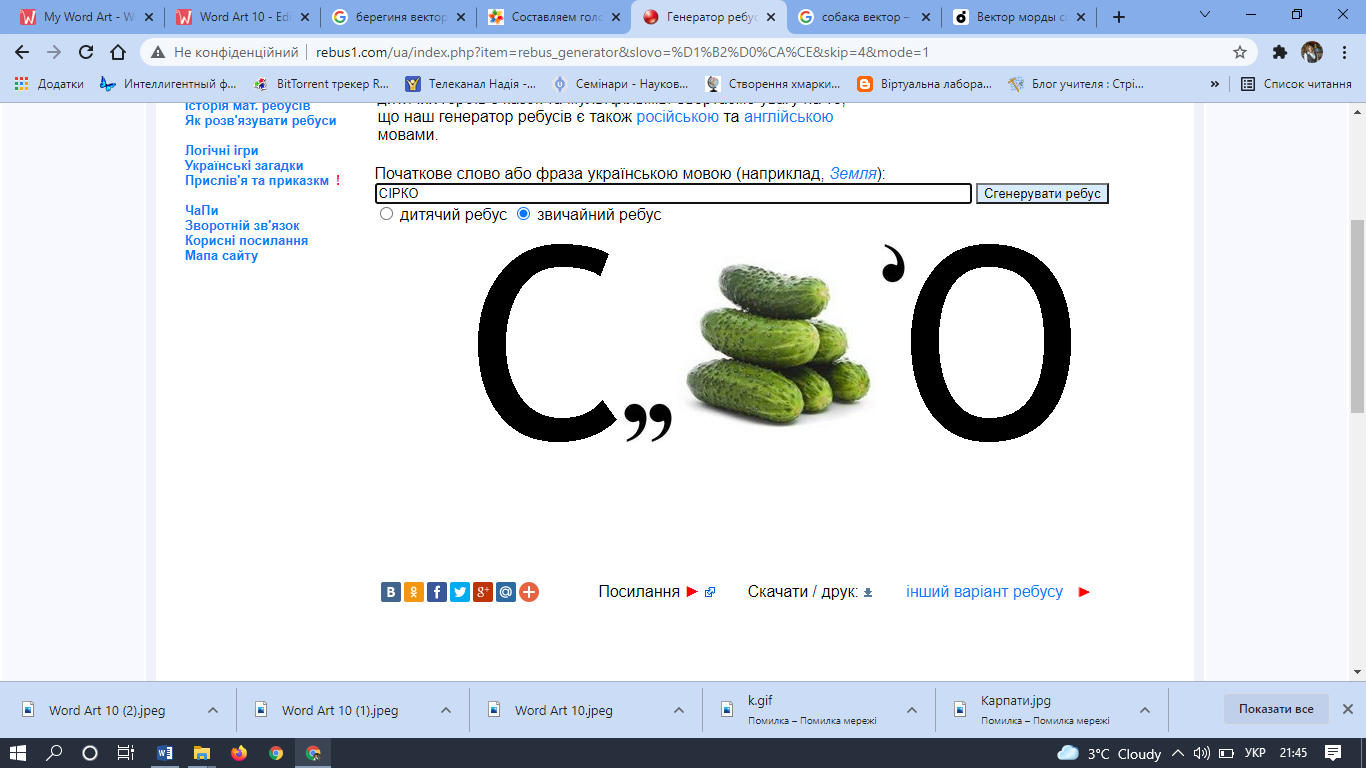 My Word Art - W
Word Art 10 - Edi
берегиня вектор
Составляем голо
Генератор ребус
собака вектор –
Вектор морды с
Не конфіденційний
rebus1.com/ua/index.php?item=rebus_generator&slovo=%D1%B2%D0%CA%CE&skip=4&mode=1
Додатки
Интеллигентный ф...
BitTorrent трекер R...
Телеканал Надія -...
Семінари - Науков...
Створення хмарки...
Віртуальна лабора...
Блог учителя : Стрі...
»
Список читання
Історія мат. ребусів
Як розв'язувати ребуси
Логічні ігри
Українські загадки
Прислів'я та приказкм !
ЧаПи
Зворотній зв'язок
Корисні посилання
Мапа сайту
що наш генератор ребусів є також російською та англійською
мовами.
Початкове слово або фраза українською мовою (наприклад, Земля):
СІРКО
Сгенерувати ребус
дитячий ребус звичайний ребус
С ,, ’ О
Посилання
Скачати / друк:
інший варіант ребусу
Word Art 10 (2).jpeg
Word Art 10 (1).jpeg
Word Art 10.jpeg
k.gif
Помилка – Помилка мережі
Карпати.jpg
Помилка – Помилка мережі
Показати все
3°C Cloudy
УКР
21:45